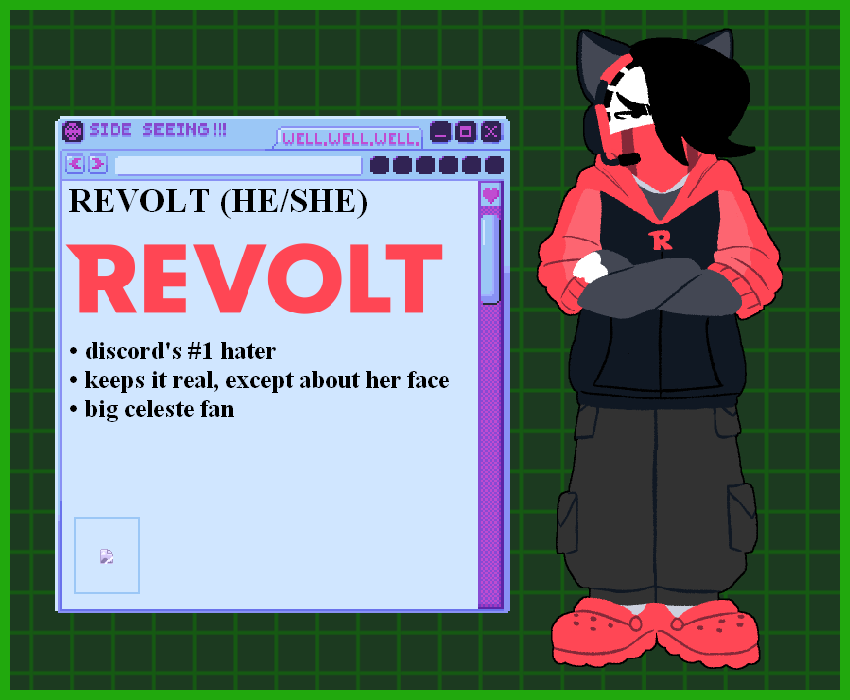 SIDE SEEING!!!
WELL.WELL.WELL.
REVOLT (HE/SHE)
REVOLT
• discord's #1 hater
• keeps it real, except about her face
• big celeste fan
R